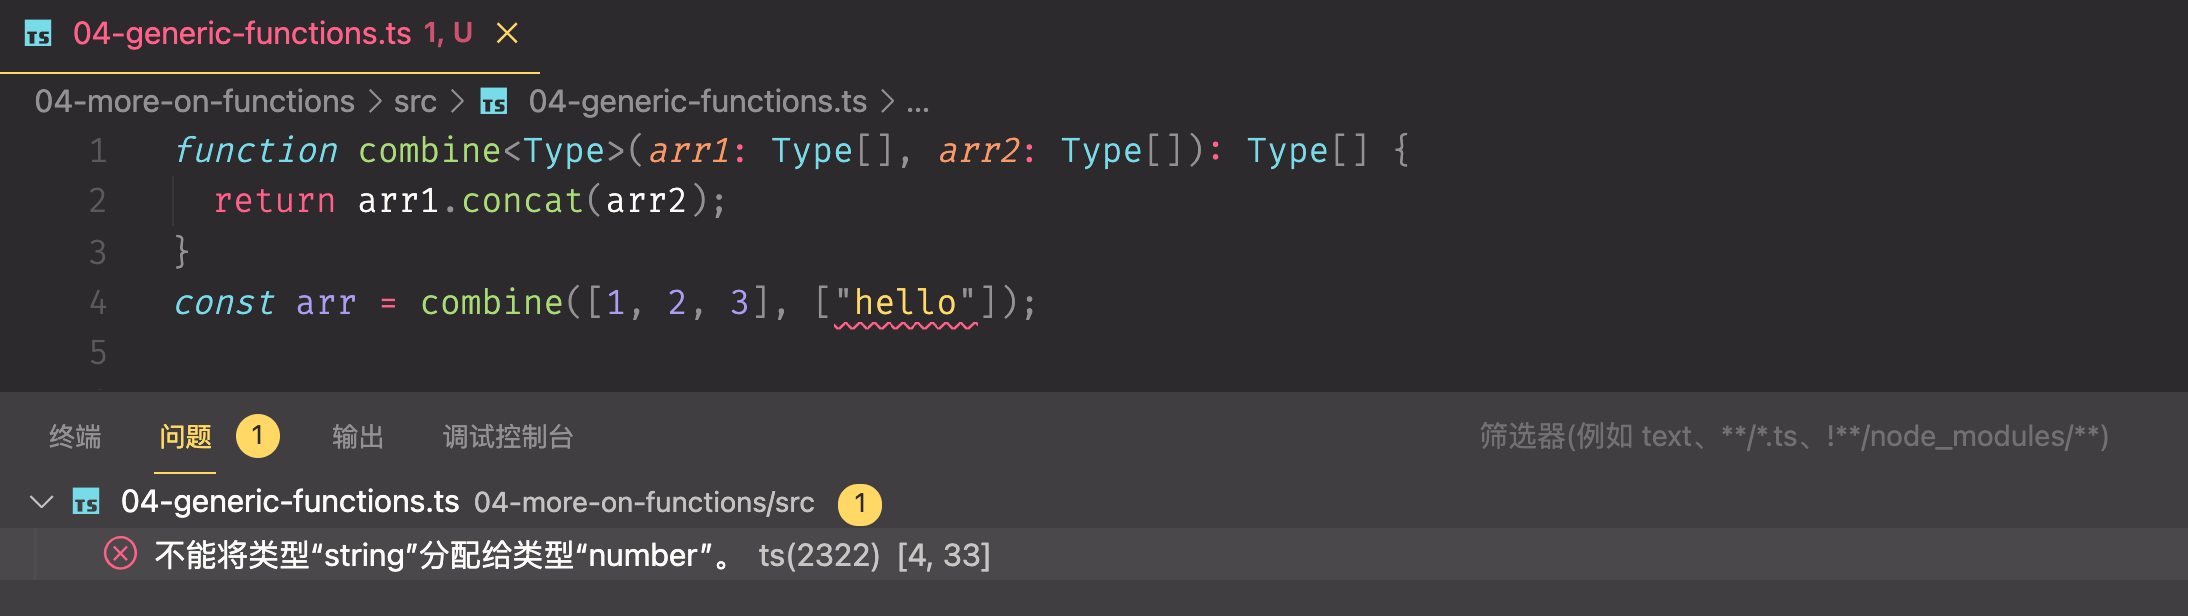 TS 04-generic-functions.ts 1, U
04-more-on-functions > src > TS 04-generic-functions.ts > ...
1 function combine<Type>(arr1: Type[], arr2: Type[]): Type[] {
2 return arr1.concat(arr2);
3 }
4 const arr = combine([1, 2, 3], ["hello"]);
5
终端 问题 1 输出 调试控制台 筛选器(例如 text、**/*.ts、!**/node_modules/**)
TS 04-generic-functions.ts 04-more-on-functions/src 1
不能将类型“string”分配给类型“number”。 ts(2322) [4, 33]